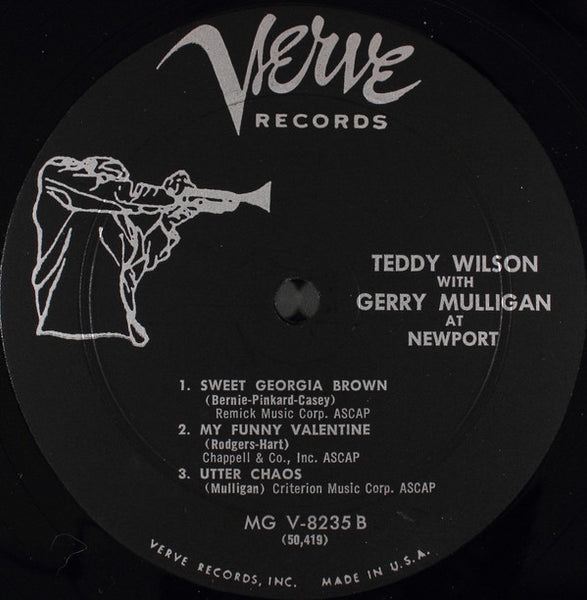 Verve
RECORDS
TEDDY WILSON
WITH
GERRY MULLIGAN
AT
NEWPORT
1. SWEET GEORGIA BROWN
(Bernie-Pinkard-Casey)
Remick Music Corp. ASCAP
2. MY FUNNY VALENTINE
(Rodgers-Hart)
Chappell & Co., Inc. ASCAP
3. UTTER CHAOS
(Mulligan) Criterion Music Corp. ASCAP
MG V-8235 B
(50,419)
VERVE RECORDS, INC. MADE IN U.S.A.